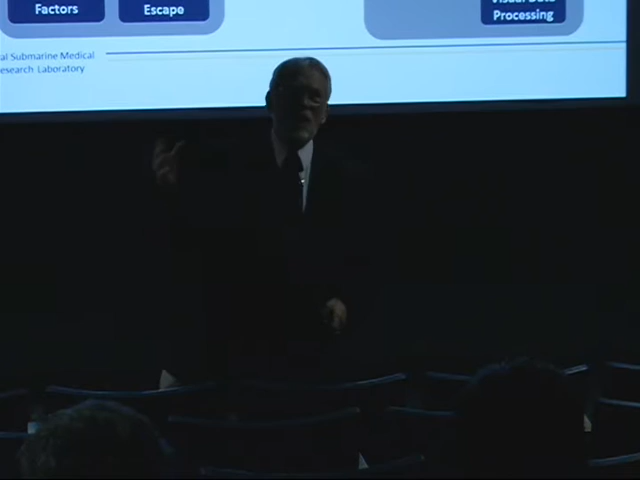 Factors
Escape
Processing
al Submarine Medical
esearch Laboratory